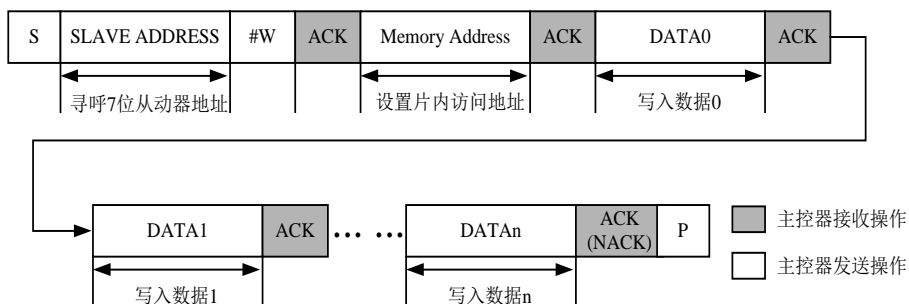 S SLAVE ADDRESS #W ACK Memory Address ACK DATA0 ACK
寻呼7位从动器地址 设置片内访问地址 写入数据0
DATA1 ACK ... ... DATAn ACK (NACK) P
写入数据1 写入数据n
主控器接收操作
主控器发送操作